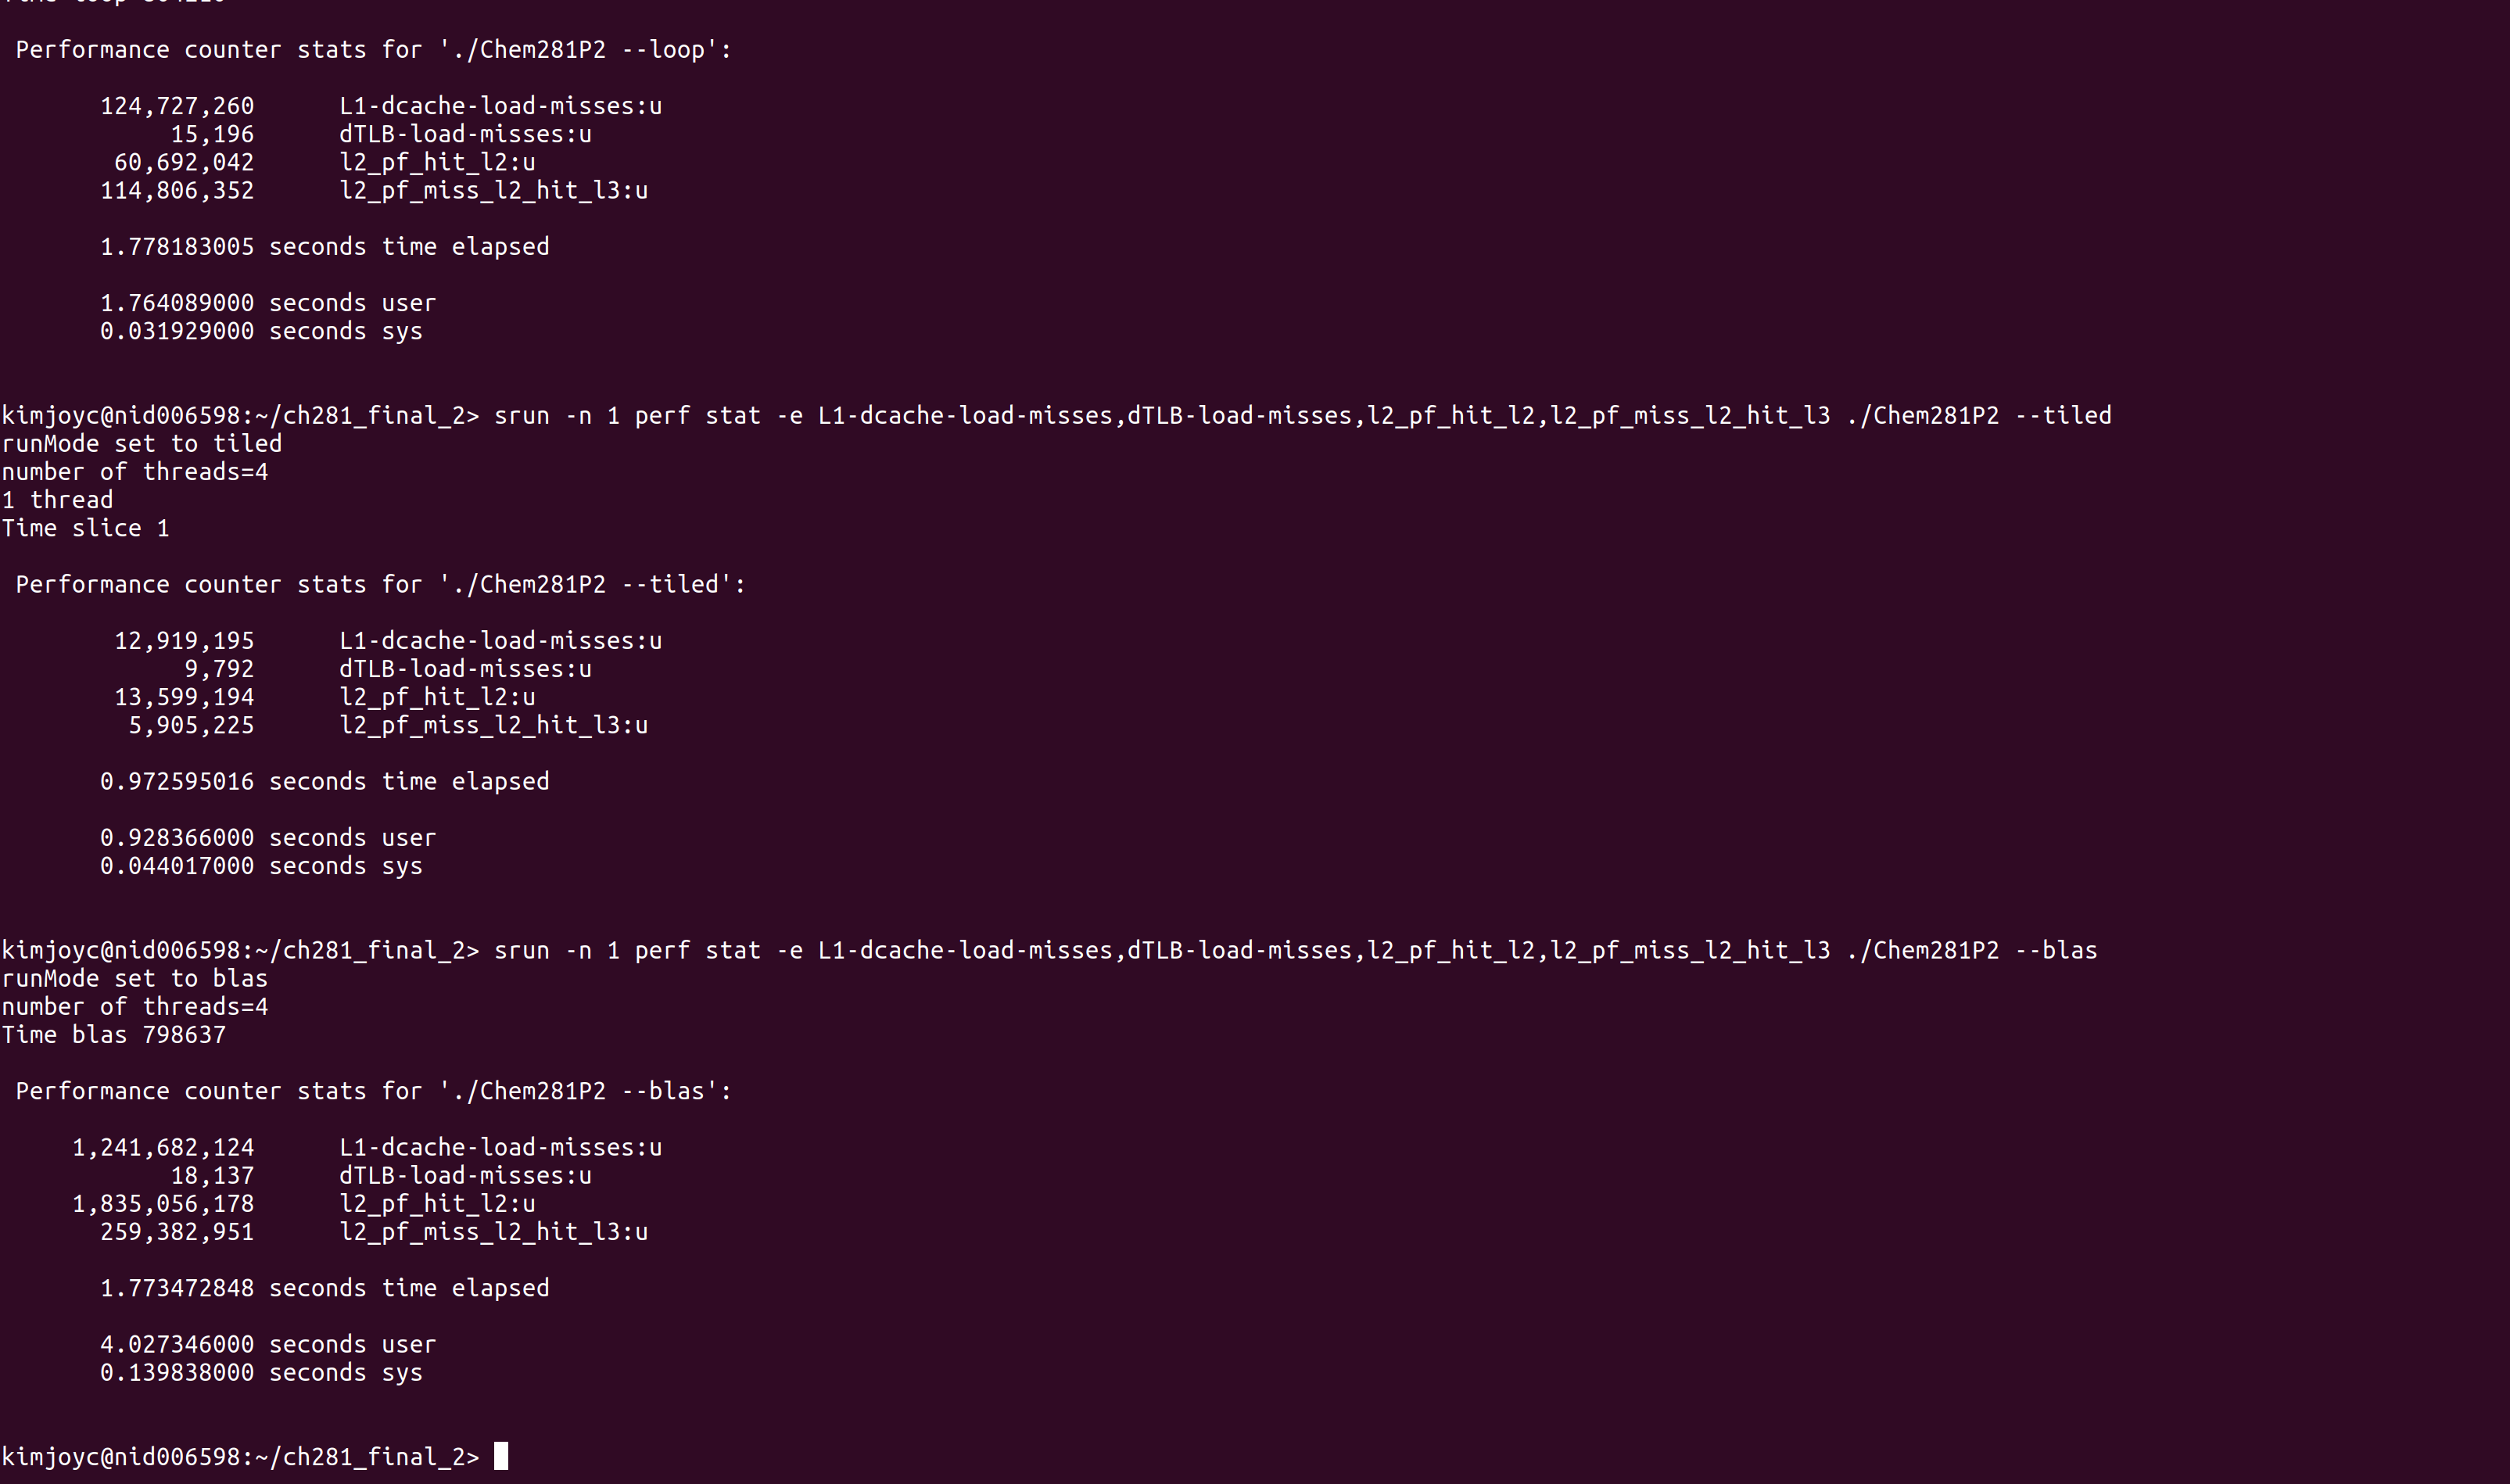 Performance counter stats for './Chem281P2 --loop':
124,727,260 L1-dcache-load-misses:u
15,196 dTLB-load-misses:u
60,692,042 l2_pf_hit_l2:u
114,806,352 l2_pf_miss_l2_hit_l3:u
1.778183005 seconds time elapsed
1.764089000 seconds user
0.031929000 seconds sys
kimjoyc@nid006598:~/ch281_final_2> srun -n 1 perf stat -e L1-dcache-load-misses,dTLB-load-misses,l2_pf_hit_l2,l2_pf_miss_l2_hit_l3 ./Chem281P2 --tiled
runMode set to tiled
number of threads=4
1 thread
Time slice 1
Performance counter stats for './Chem281P2 --tiled':
12,919,195 L1-dcache-load-misses:u
9,792 dTLB-load-misses:u
13,599,194 l2_pf_hit_l2:u
5,905,225 l2_pf_miss_l2_hit_l3:u
0.972595016 seconds time elapsed
0.928366000 seconds user
0.044017000 seconds sys
kimjoyc@nid006598:~/ch281_final_2> srun -n 1 perf stat -e L1-dcache-load-misses,dTLB-load-misses,l2_pf_hit_l2,l2_pf_miss_l2_hit_l3 ./Chem281P2 --blas
runMode set to blas
number of threads=4
Time blas 798637
Performance counter stats for './Chem281P2 --blas':
1,241,682,124 L1-dcache-load-misses:u
18,137 dTLB-load-misses:u
1,835,056,178 l2_pf_hit_l2:u
259,382,951 l2_pf_miss_l2_hit_l3:u
1.773472848 seconds time elapsed
4.027346000 seconds user
0.139838000 seconds sys
kimjoyc@nid006598:~/ch281_final_2>